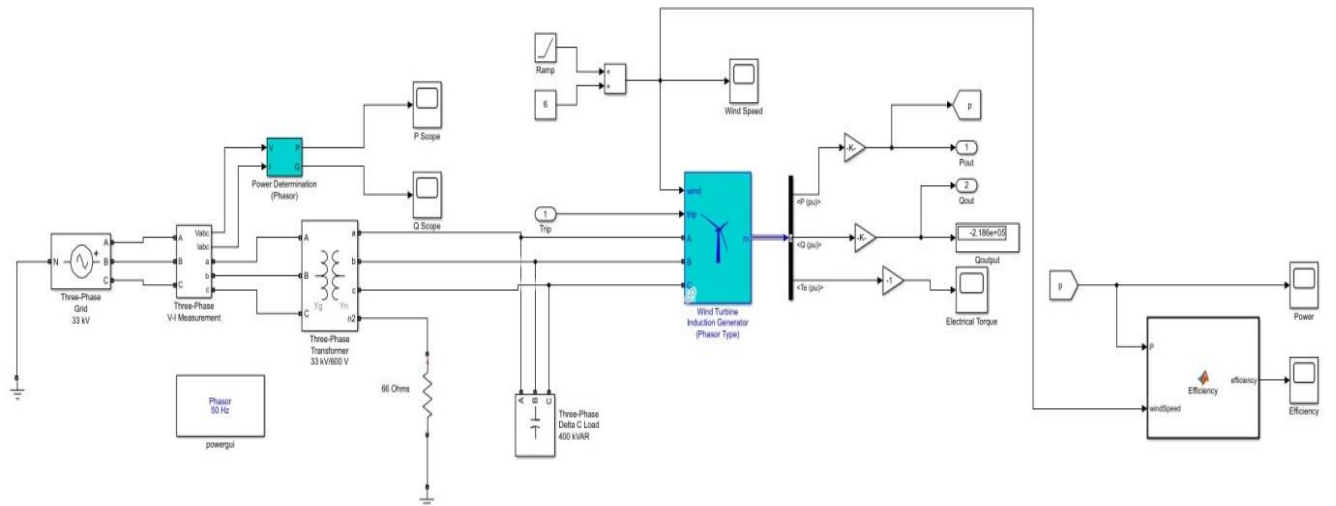 Ramp
6
+
+
Wind Speed
P Scope
V
I
P
Q
Power Determination
(Phasor)
Q Scope
N
+
A
B
C
Three-Phase
Grid
33 kV
A
B
C
Vabc
Iabc
a
b
c
Three-Phase
V-I Measurement
A
B
C
Yg
Yn
a
b
c
n2
Three-Phase
Transformer
33 kV/600 V
66 Ohms
Phasor
50 Hz
powergui
A
B
C
Three-Phase
Delta C Load
400 kVAR
1
Trip
wind
trip
A
B
C
m
Wind Turbine
Induction Generator
(Phasor Type)
<P (pu)>
<Q (pu)>
<Te (pu)>
-K-
-K-
-1
p
1
Pout
2
Qout
-2.186e+05
Qoutput
Electrical Torque
p
Power
P
windSpeed
Efficiency
efficiency
Efficiency